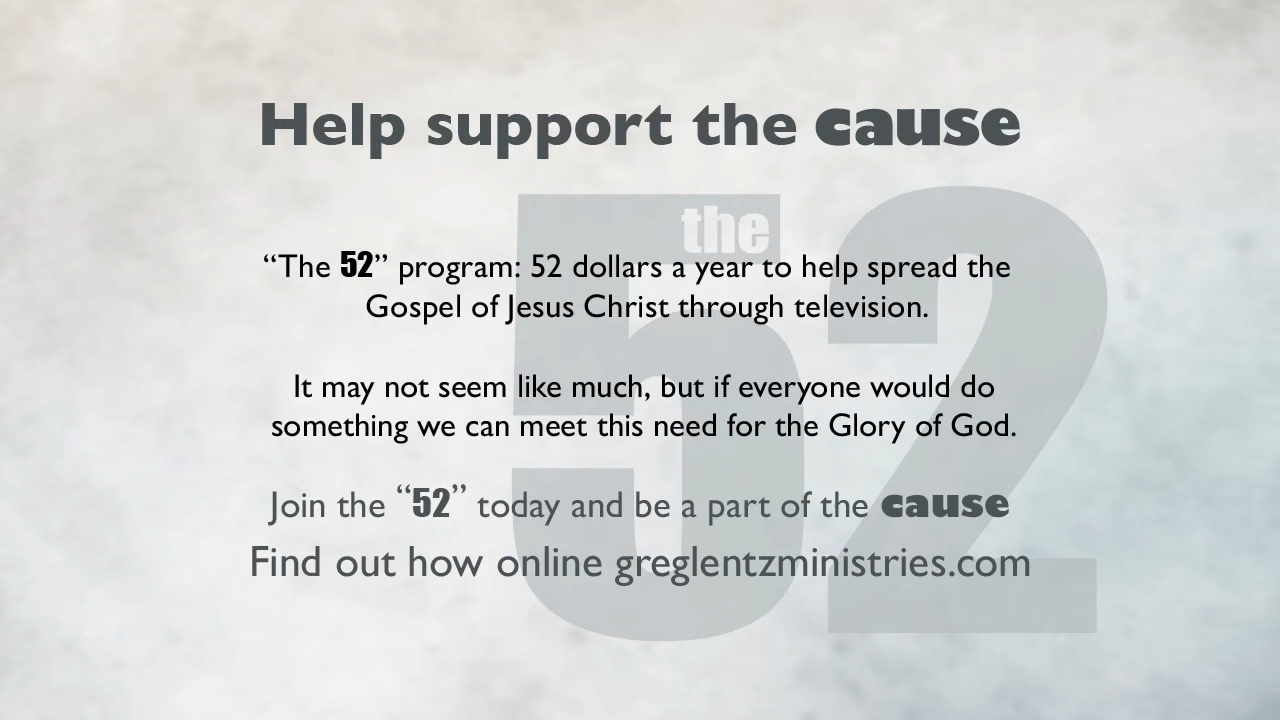 Help support the cause
the
52
“The 52” program: 52 dollars a year to help spread the
Gospel of Jesus Christ through television.
It may not seem like much, but if everyone would do
something we can meet this need for the Glory of God.
Join the “52” today and be a part of the cause
Find out how online greglentzministries.com